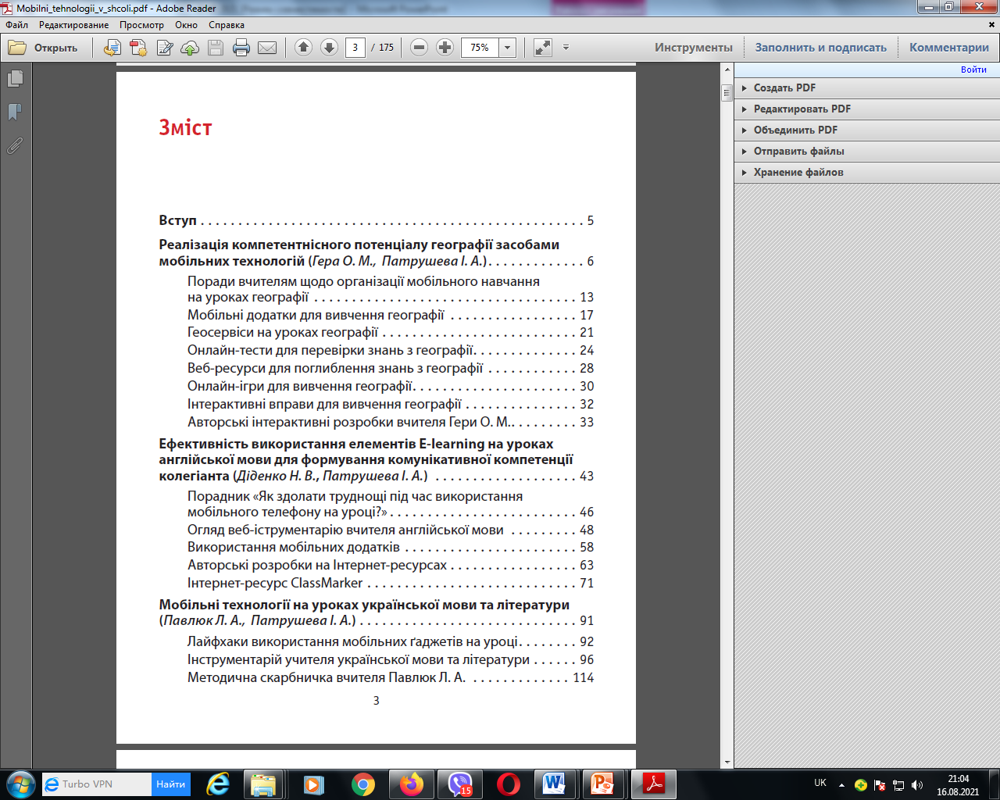 Mobilni_tehnologii_v_shcoli.pdf - Adobe Reader
Файл Редактирование Просмотр Окно Справка
Открыть 3 / 175 75% Инструменты Заполнить и подписать Комментарии
Войти
Создать PDF
Редактировать PDF
Объединить PDF
Отправить файлы
Хранение файлов
Зміст
Вступ . . . . . . . . . . . . . . . . . . . . . . . . . . . . . . . . . . . . . . . . . . . . . . . . . . . 5
Реалізація компетентнісного потенціалу географії засобами
мобільних технологій (Гера О. М., Патрушева І. А.). . . . . . . . . . . . . 6
Поради вчителям щодо організації мобільного навчання
на уроках географії . . . . . . . . . . . . . . . . . . . . . . . . . . . . . . . . . . . 13
Мобільні додатки для вивчення географії . . . . . . . . . . . . . . . . . 17
Геосервіси на уроках географії . . . . . . . . . . . . . . . . . . . . . . . . . . 21
Онлайн-тести для перевірки знань з географії. . . . . . . . . . . . . . 24
Веб-ресурси для поглиблення знань з географії . . . . . . . . . . . . 28
Онлайн-ігри для вивчення географії. . . . . . . . . . . . . . . . . . . . . . 30
Інтерактивні вправи для вивчення географії . . . . . . . . . . . . . . . 32
Авторські інтерактивні розробки вчителя Гери О. М.. . . . . . . . . 33
Ефективність використання елементів E-learning на уроках
англійської мови для формування комунікативної компетенції
колегіанта (Діденко Н. В., Патрушева І. А.) . . . . . . . . . . . . . . . . . . . 43
Порадник «Як здолати труднощі під час використання
мобільного телефону на уроці?» . . . . . . . . . . . . . . . . . . . . . . . . . 46
Огляд веб-іструментарію вчителя англійської мови . . . . . . . . . 48
Використання мобільних додатків . . . . . . . . . . . . . . . . . . . . . . . 58
Авторські розробки на Інтернет-ресурсах . . . . . . . . . . . . . . . . . 63
Інтернет-ресурс ClassMarker . . . . . . . . . . . . . . . . . . . . . . . . . . . . 71
Мобільні технології на уроках української мови та літератури
(Павлюк Л. А., Патрушева І. А.) . . . . . . . . . . . . . . . . . . . . . . . . . . . . . 91
Лайфхаки використання мобільних ґаджетів на уроці. . . . . . . . 92
Інструментарій учителя української мови та літератури . . . . . . 96
Методична скарбничка вчителя Павлюк Л. А. . . . . . . . . . . . . . 114
3
Turbo VPN Найти 15 UK 21:04
16.08.2021